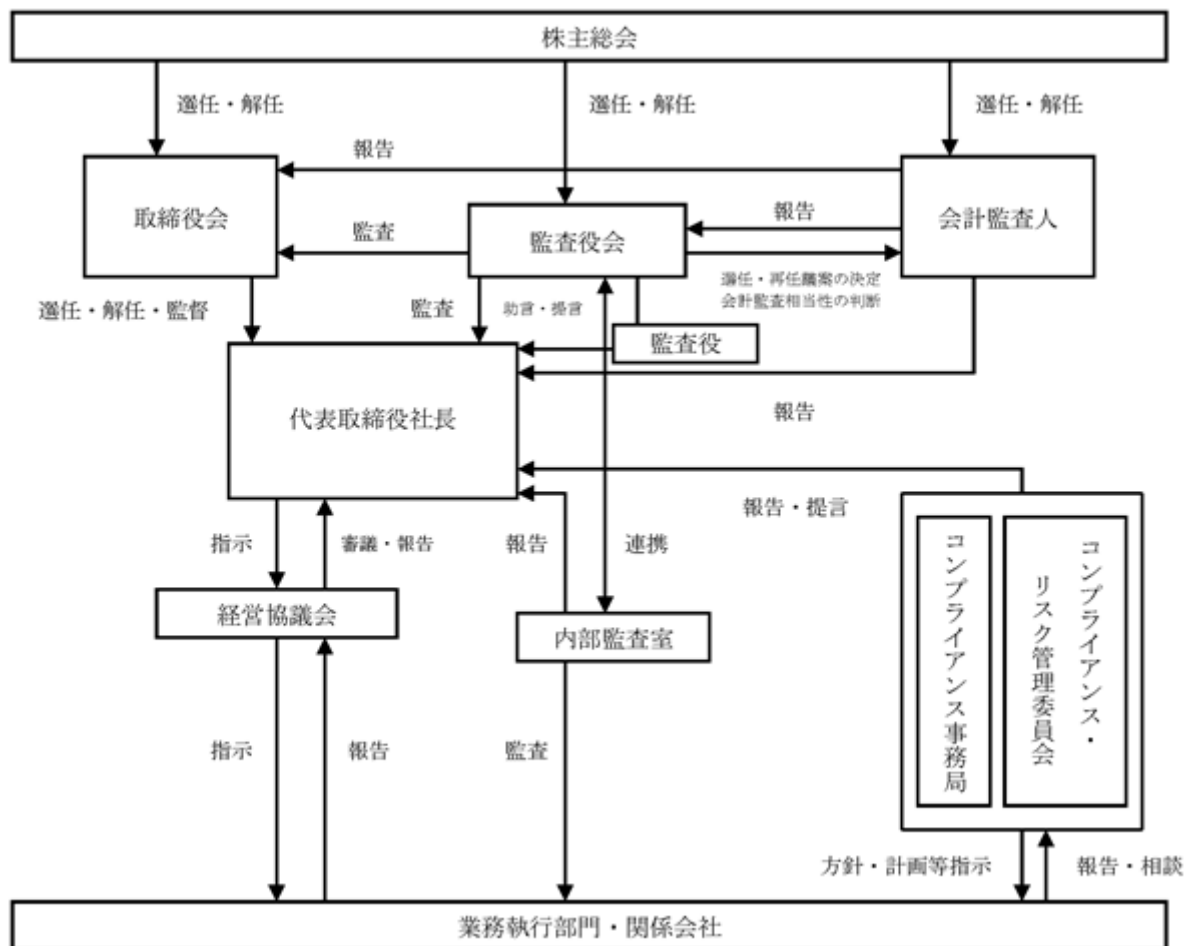 株主総会
選任・解任
選任・解任
選任・解任
報告
取締役会
監査役会
会計監査人
報告
監査
選任・再任議案の決定
会計監査相当性の判断
選任・解任・監督
監査
助言・提言
監査役
代表取締役社長
報告
報告・提言
指示
審議・報告
報告
連携
経営協議会
内部監査室
コンプライアンス・
リスク管理委員会
コンプライアンス事務局
指示
報告
監査
方針・計画等指示
報告・相談
業務執行部門・関係会社